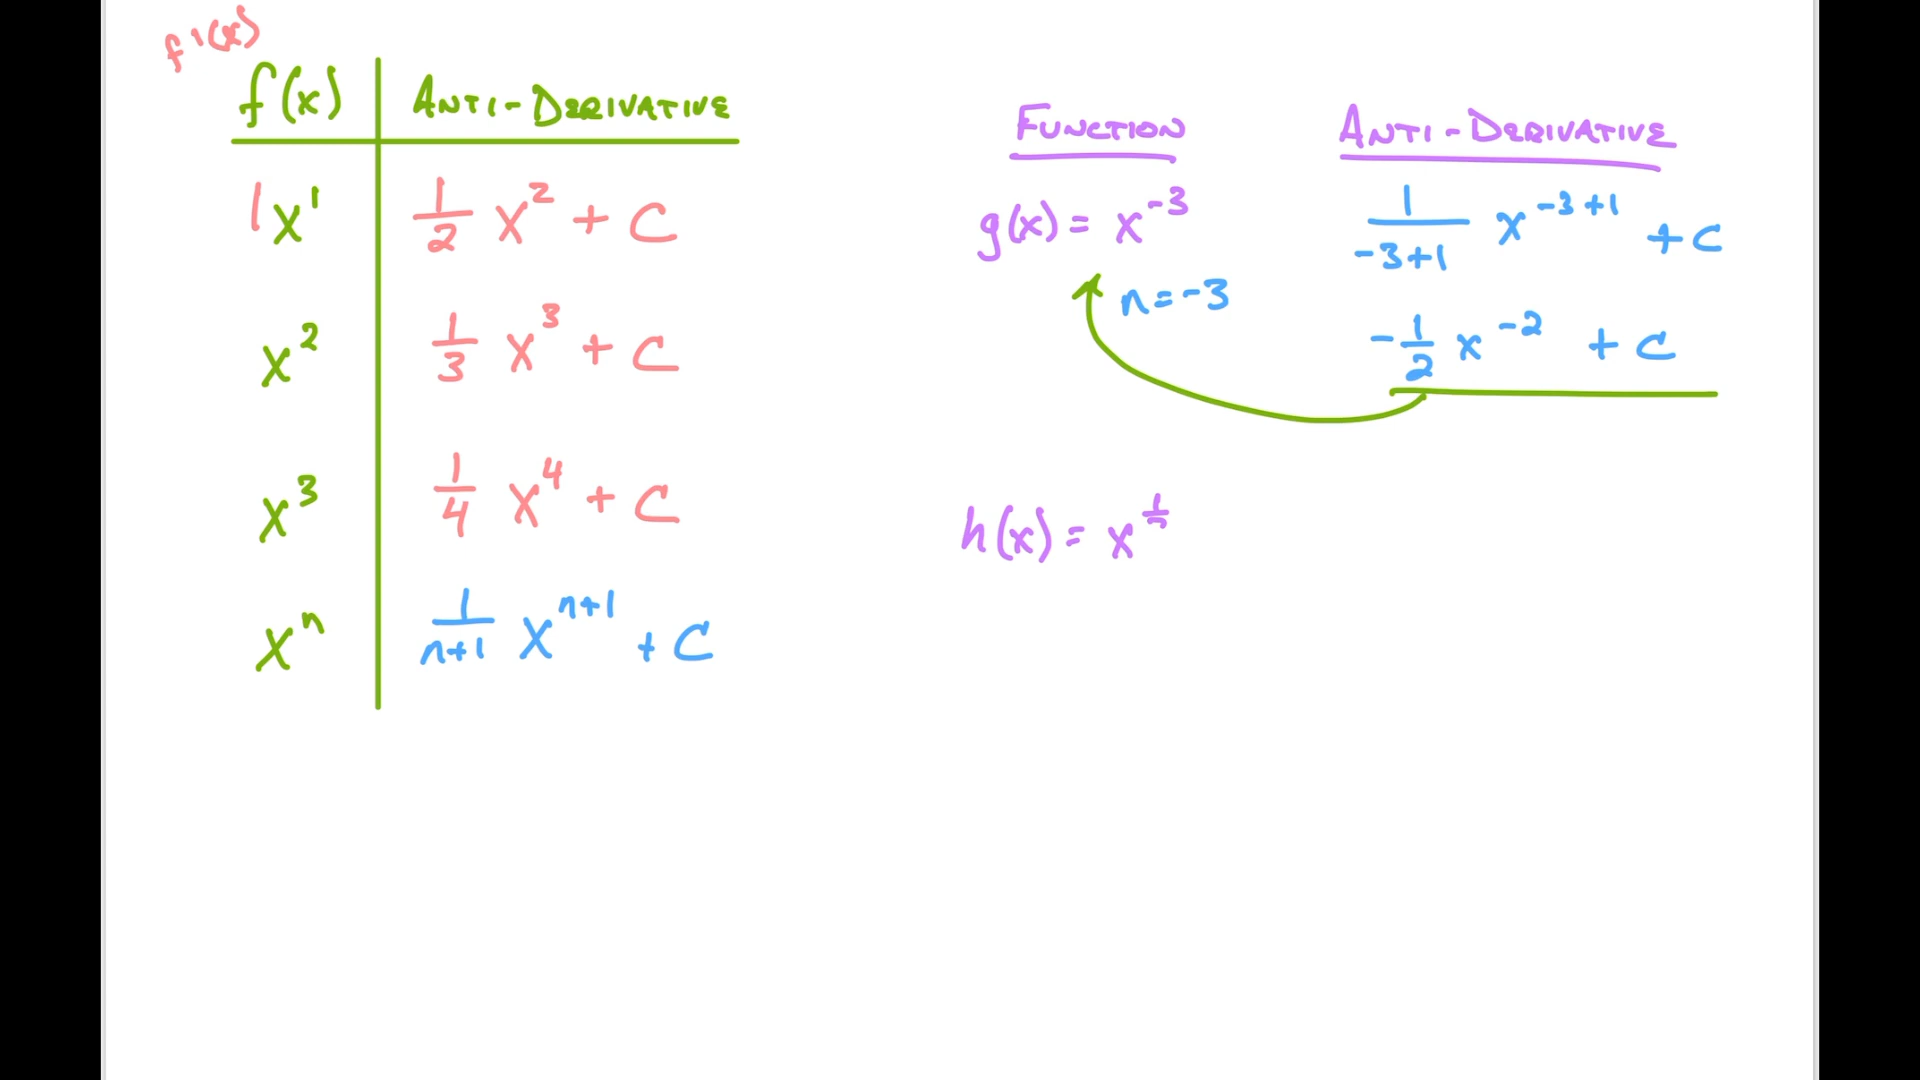 f'(x)
f(x) ANTI-DERIVATIVE
1x^1 1/2 x^2 + C
x^2 1/3 x^3 + C
x^3 1/4 x^4 + C
x^n 1/(n+1) x^(n+1) + C
FUNCTION ANTI-DERIVATIVE
g(x) = x^-3 1/(-3+1) x^(-3+1) + C
n = -3
-1/2 x^-2 + C
h(x) = x